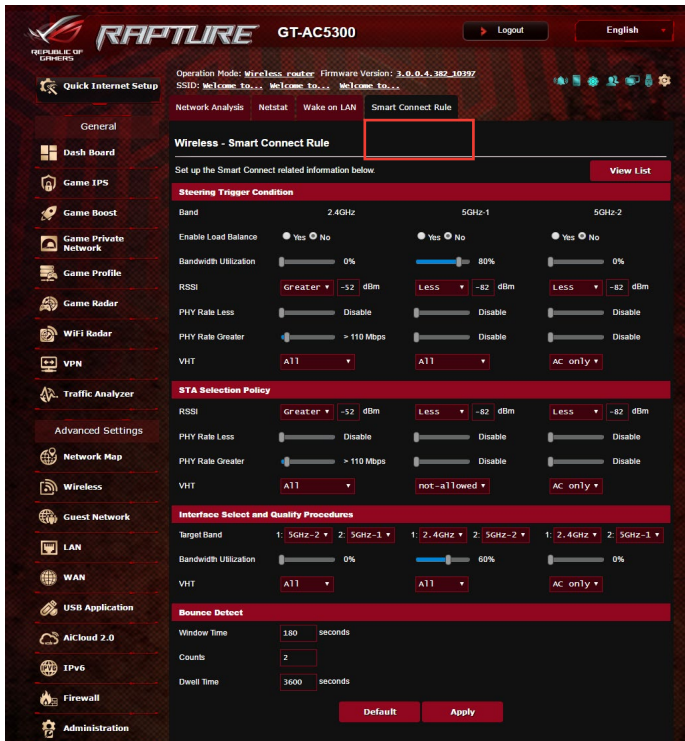 REPUBLIC OF
GAMERS
RAPTURE
GT-AC5300
Logout
English
Quick Internet Setup
Operation Mode: Wireless router Firmware Version: 3.0.0.4.382_10397
SSID: Welcome to... Welcome to... Welcome to...
Network Analysis Netstat Wake on LAN Smart Connect Rule
General
Dash Board
Game IPS
Game Boost
Game Private
Network
Game Profile
Game Radar
WiFi Radar
VPN
Traffic Analyzer
Advanced Settings
Network Map
Wireless
Guest Network
LAN
WAN
USB Application
AiCloud 2.0
IPv6
Firewall
Administration
Wireless - Smart Connect Rule
Set up the Smart Connect related information below.
View List
Steering Trigger Condition
Band 2.4GHz 5GHz-1 5GHz-2
Enable Load Balance Yes No Yes No Yes No
Bandwidth Utilization 0% 80% 0%
RSSI Greater -52 dBm Less -82 dBm Less -82 dBm
PHY Rate Less Disable Disable Disable
PHY Rate Greater > 110 Mbps Disable Disable
VHT All All AC only
STA Selection Policy
RSSI Greater -52 dBm Less -82 dBm Less -82 dBm
PHY Rate Less Disable Disable Disable
PHY Rate Greater > 110 Mbps Disable Disable
VHT All not-allowed AC only
Interface Select and Quality Procedures
Target Band 1: 5GHz-2 2: 5GHz-1 1: 2.4GHz 2: 5GHz-2 1: 2.4GHz 2: 5GHz-1
Bandwidth Utilization 0% 60% 0%
VHT All All AC only
Bounce Detect
Window Time 180 seconds
Counts 2
Dwell Time 3600 seconds
Default Apply